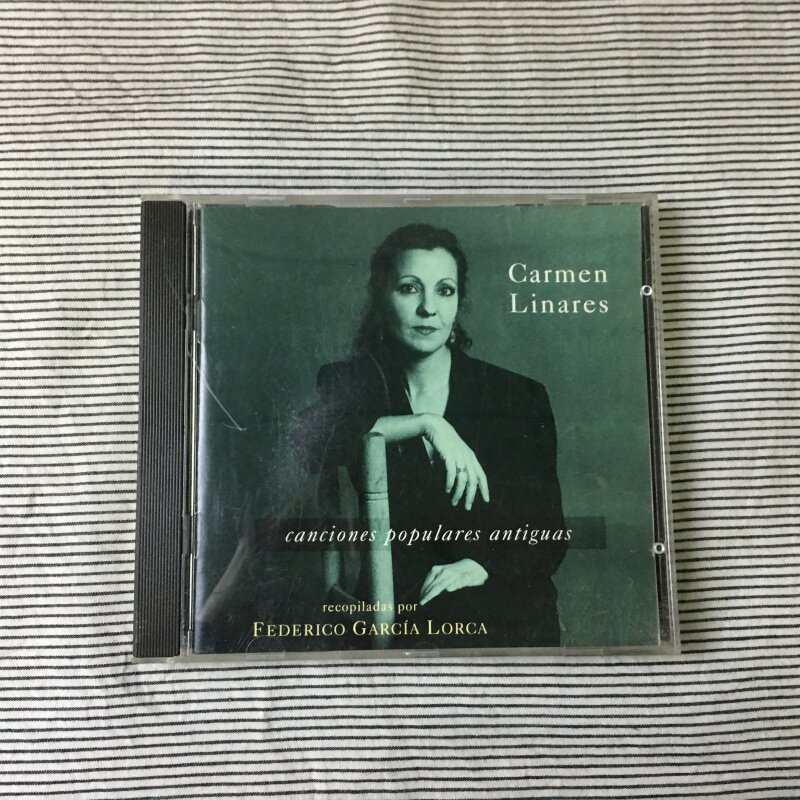 Carmen
Linares
canciones populares antiguas
recopiladas por
FEDERICO GARCÍA LORCA